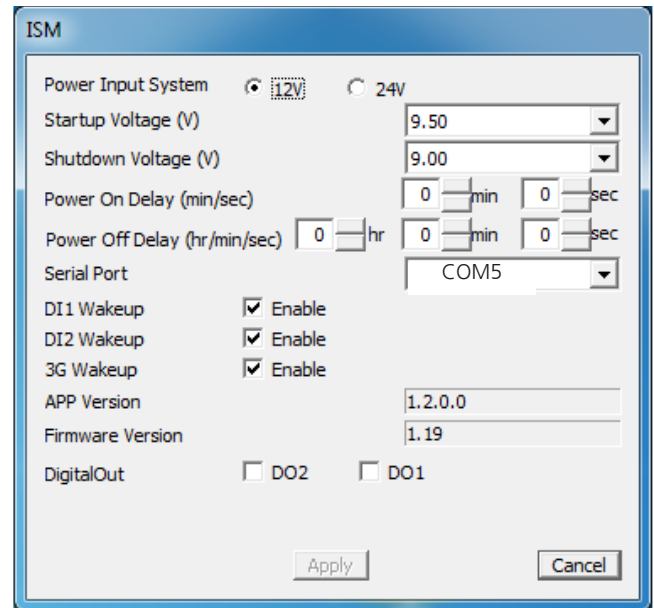 ISM
Power Input System 12V 24V
Startup Voltage (V) 9.50
Shutdown Voltage (V) 9.00
Power On Delay (min/sec) 0 min 0 sec
Power Off Delay (hr/min/sec) 0 hr 0 min 0 sec
Serial Port COM5
DI1 Wakeup Enable
DI2 Wakeup Enable
3G Wakeup Enable
APP Version 1.2.0.0
Firmware Version 1.19
DigitalOut DO2 DO1
Apply Cancel